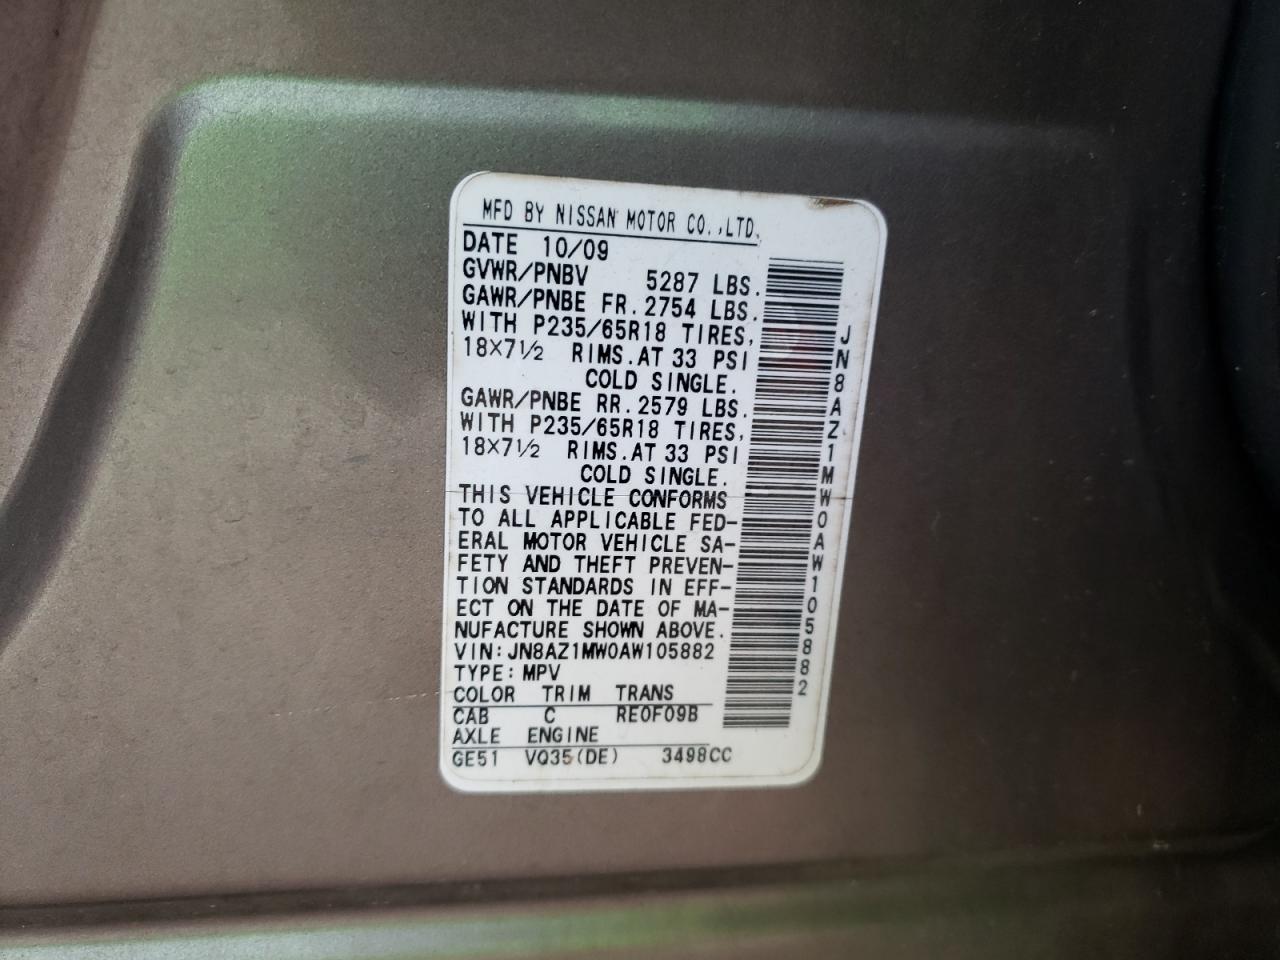 MFD BY NISSAN MOTOR CO.,LTD.
DATE 10/09
GVWR/PNBV 5287 LBS.
GAWR/PNBE FR. 2754 LBS.
WITH P235/65R18 TIRES,
18×7½ RIMS.AT 33 PSI
COLD SINGLE.
GAWR/PNBE RR. 2579 LBS.
WITH P235/65R18 TIRES,
18×7½ RIMS.AT 33 PSI
COLD SINGLE.
THIS VEHICLE CONFORMS
TO ALL APPLICABLE FED-
ERAL MOTOR VEHICLE SA-
FETY AND THEFT PREVEN-
TION STANDARDS IN EFF-
ECT ON THE DATE OF MA-
NUFACTURE SHOWN ABOVE.
VIN:JN8AZ1MW0AW105882
TYPE:MPV
COLOR TRIM TRANS
CAB C RE0F09B
AXLE ENGINE
GE51 VQ35(DE) 3498CC
JN8AZ1MW0AW105882